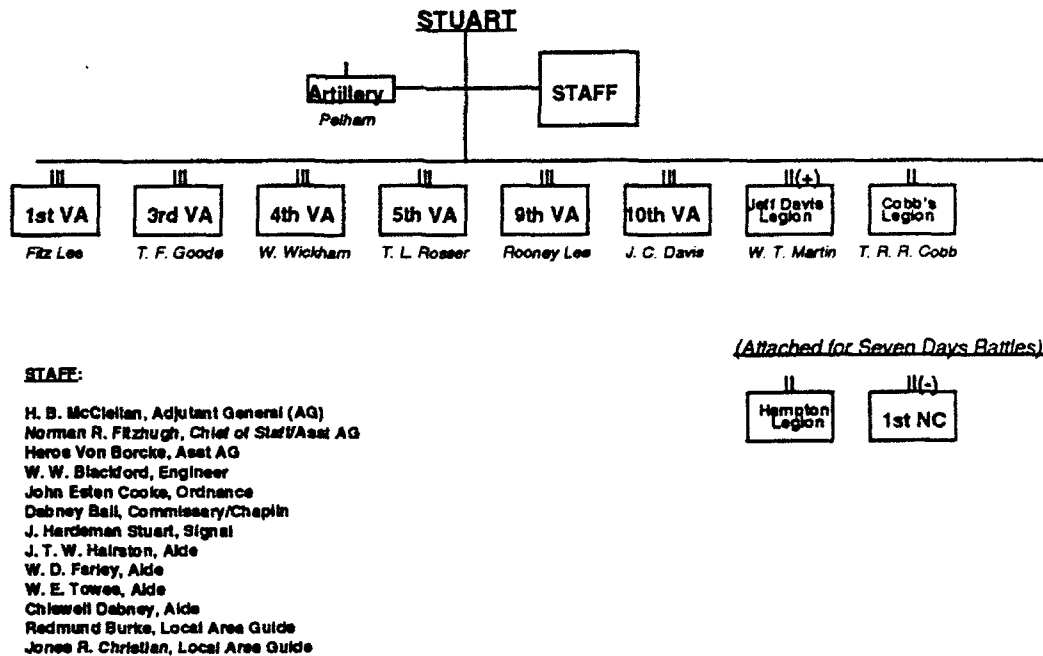 STUART
I
Artillery
Pelham
STAFF
III III III III III III II(+) II
1st VA 3rd VA 4th VA 5th VA 9th VA 10th VA Jeff Davis Legion Cobb's Legion
Fitz Lee T. F. Goode W. Wickham T. L. Rosser Rooney Lee J. C. Davis W. T. Martin T. R. R. Cobb
(Attached for Seven Days Battles)
II II(-)
Hampton Legion 1st NC
STAFF:
H. B. McClellan, Adjutant General (AG)
Norman R. Fitzhugh, Chief of Staff/Asst AG
Heros Von Borcke, Asst AG
W. W. Blackford, Engineer
John Esten Cooke, Ordnance
Dabney Ball, Commissary/Chaplin
J. Hardeman Stuart, Signal
J. T. W. Hairston, Aide
W. D. Farley, Aide
W. E. Towes, Aide
Chiswell Dabney, Aide
Redmund Burke, Local Area Guide
Jones R. Christian, Local Area Guide